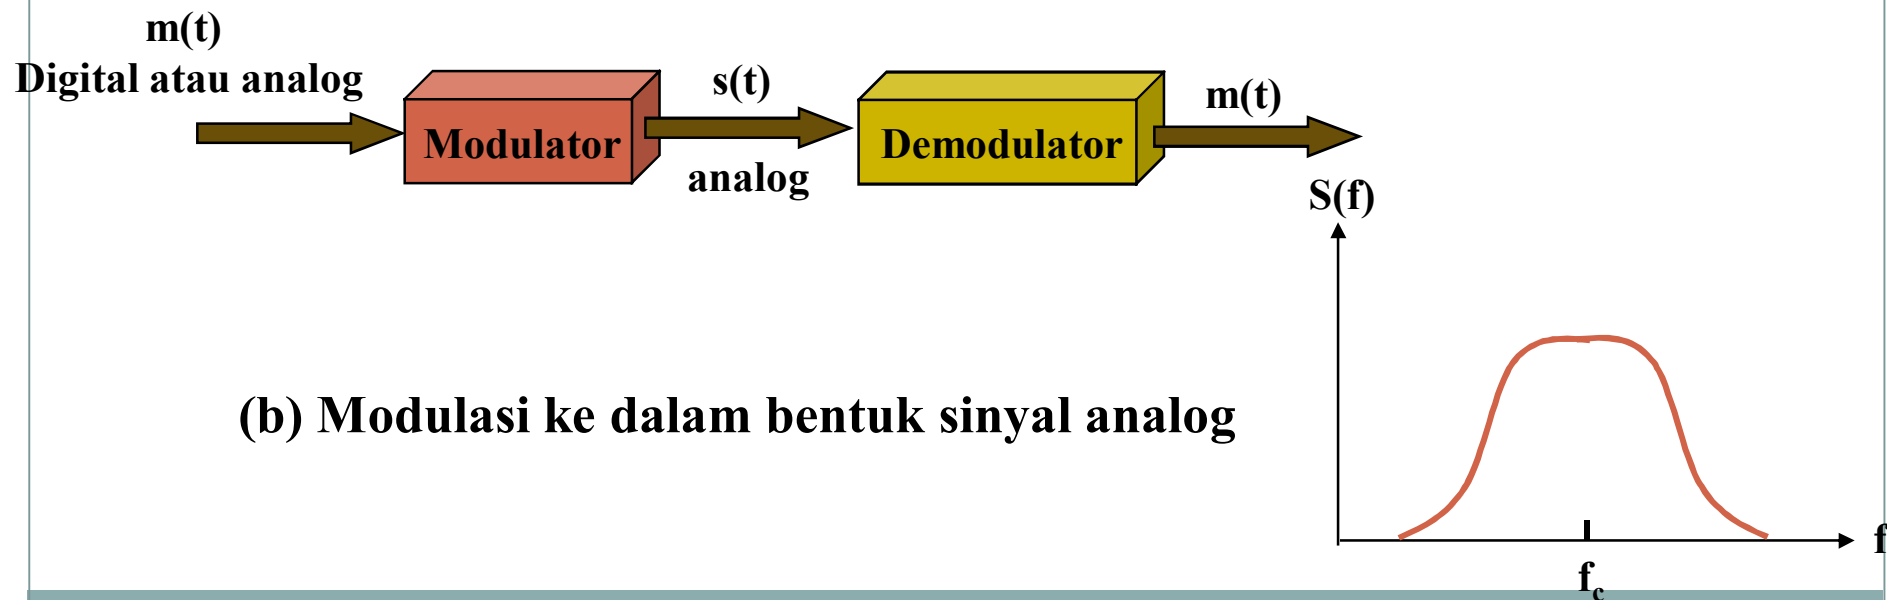 m(t)
Digital atau analog
Modulator
s(t)
analog
Demodulator
m(t)
S(f)
(b) Modulasi ke dalam bentuk sinyal analog
f
fc